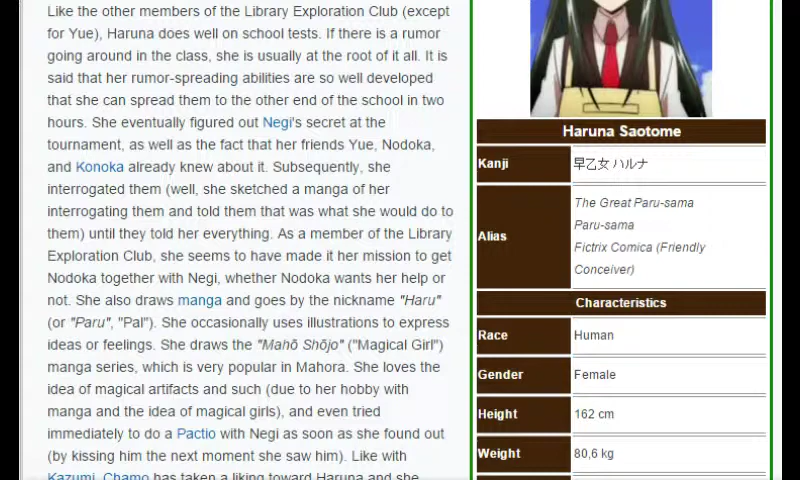 Like the other members of the Library Exploration Club (except
for Yue), Haruna does well on school tests. If there is a rumor
going around in the class, she is usually at the root of it all. It is
said that her rumor-spreading abilities are so well developed
that she can spread them to the other end of the school in two
hours. She eventually figured out Negi's secret at the
tournament, as well as the fact that her friends Yue, Nodoka,
and Konoka already knew about it. Subsequently, she
interrogated them (well, she sketched a manga of her
interrogating them and told them that was what she would do to
them) until they told her everything. As a member of the Library
Exploration Club, she seems to have made it her mission to get
Nodoka together with Negi, whether Nodoka wants her help or
not. She also draws manga and goes by the nickname "Haru"
(or "Paru", "Pal"). She occasionally uses illustrations to express
ideas or feelings. She draws the "Mahō Shōjo" ("Magical Girl")
manga series, which is very popular in Mahora. She loves the
idea of magical artifacts and such (due to her hobby with
manga and the idea of magical girls), and even tried
immediately to do a Pactio with Negi as soon as she found out
(by kissing him the next moment she saw him). Like with
Kazumi, Chamo has taken a liking toward Haruna and she
Haruna Saotome
Kanji 早乙女 ハルナ
Alias
The Great Paru-sama
Paru-sama
Fictrix Comica (Friendly
Conceiver)
Characteristics
Race Human
Gender Female
Height 162 cm
Weight 80,6 kg